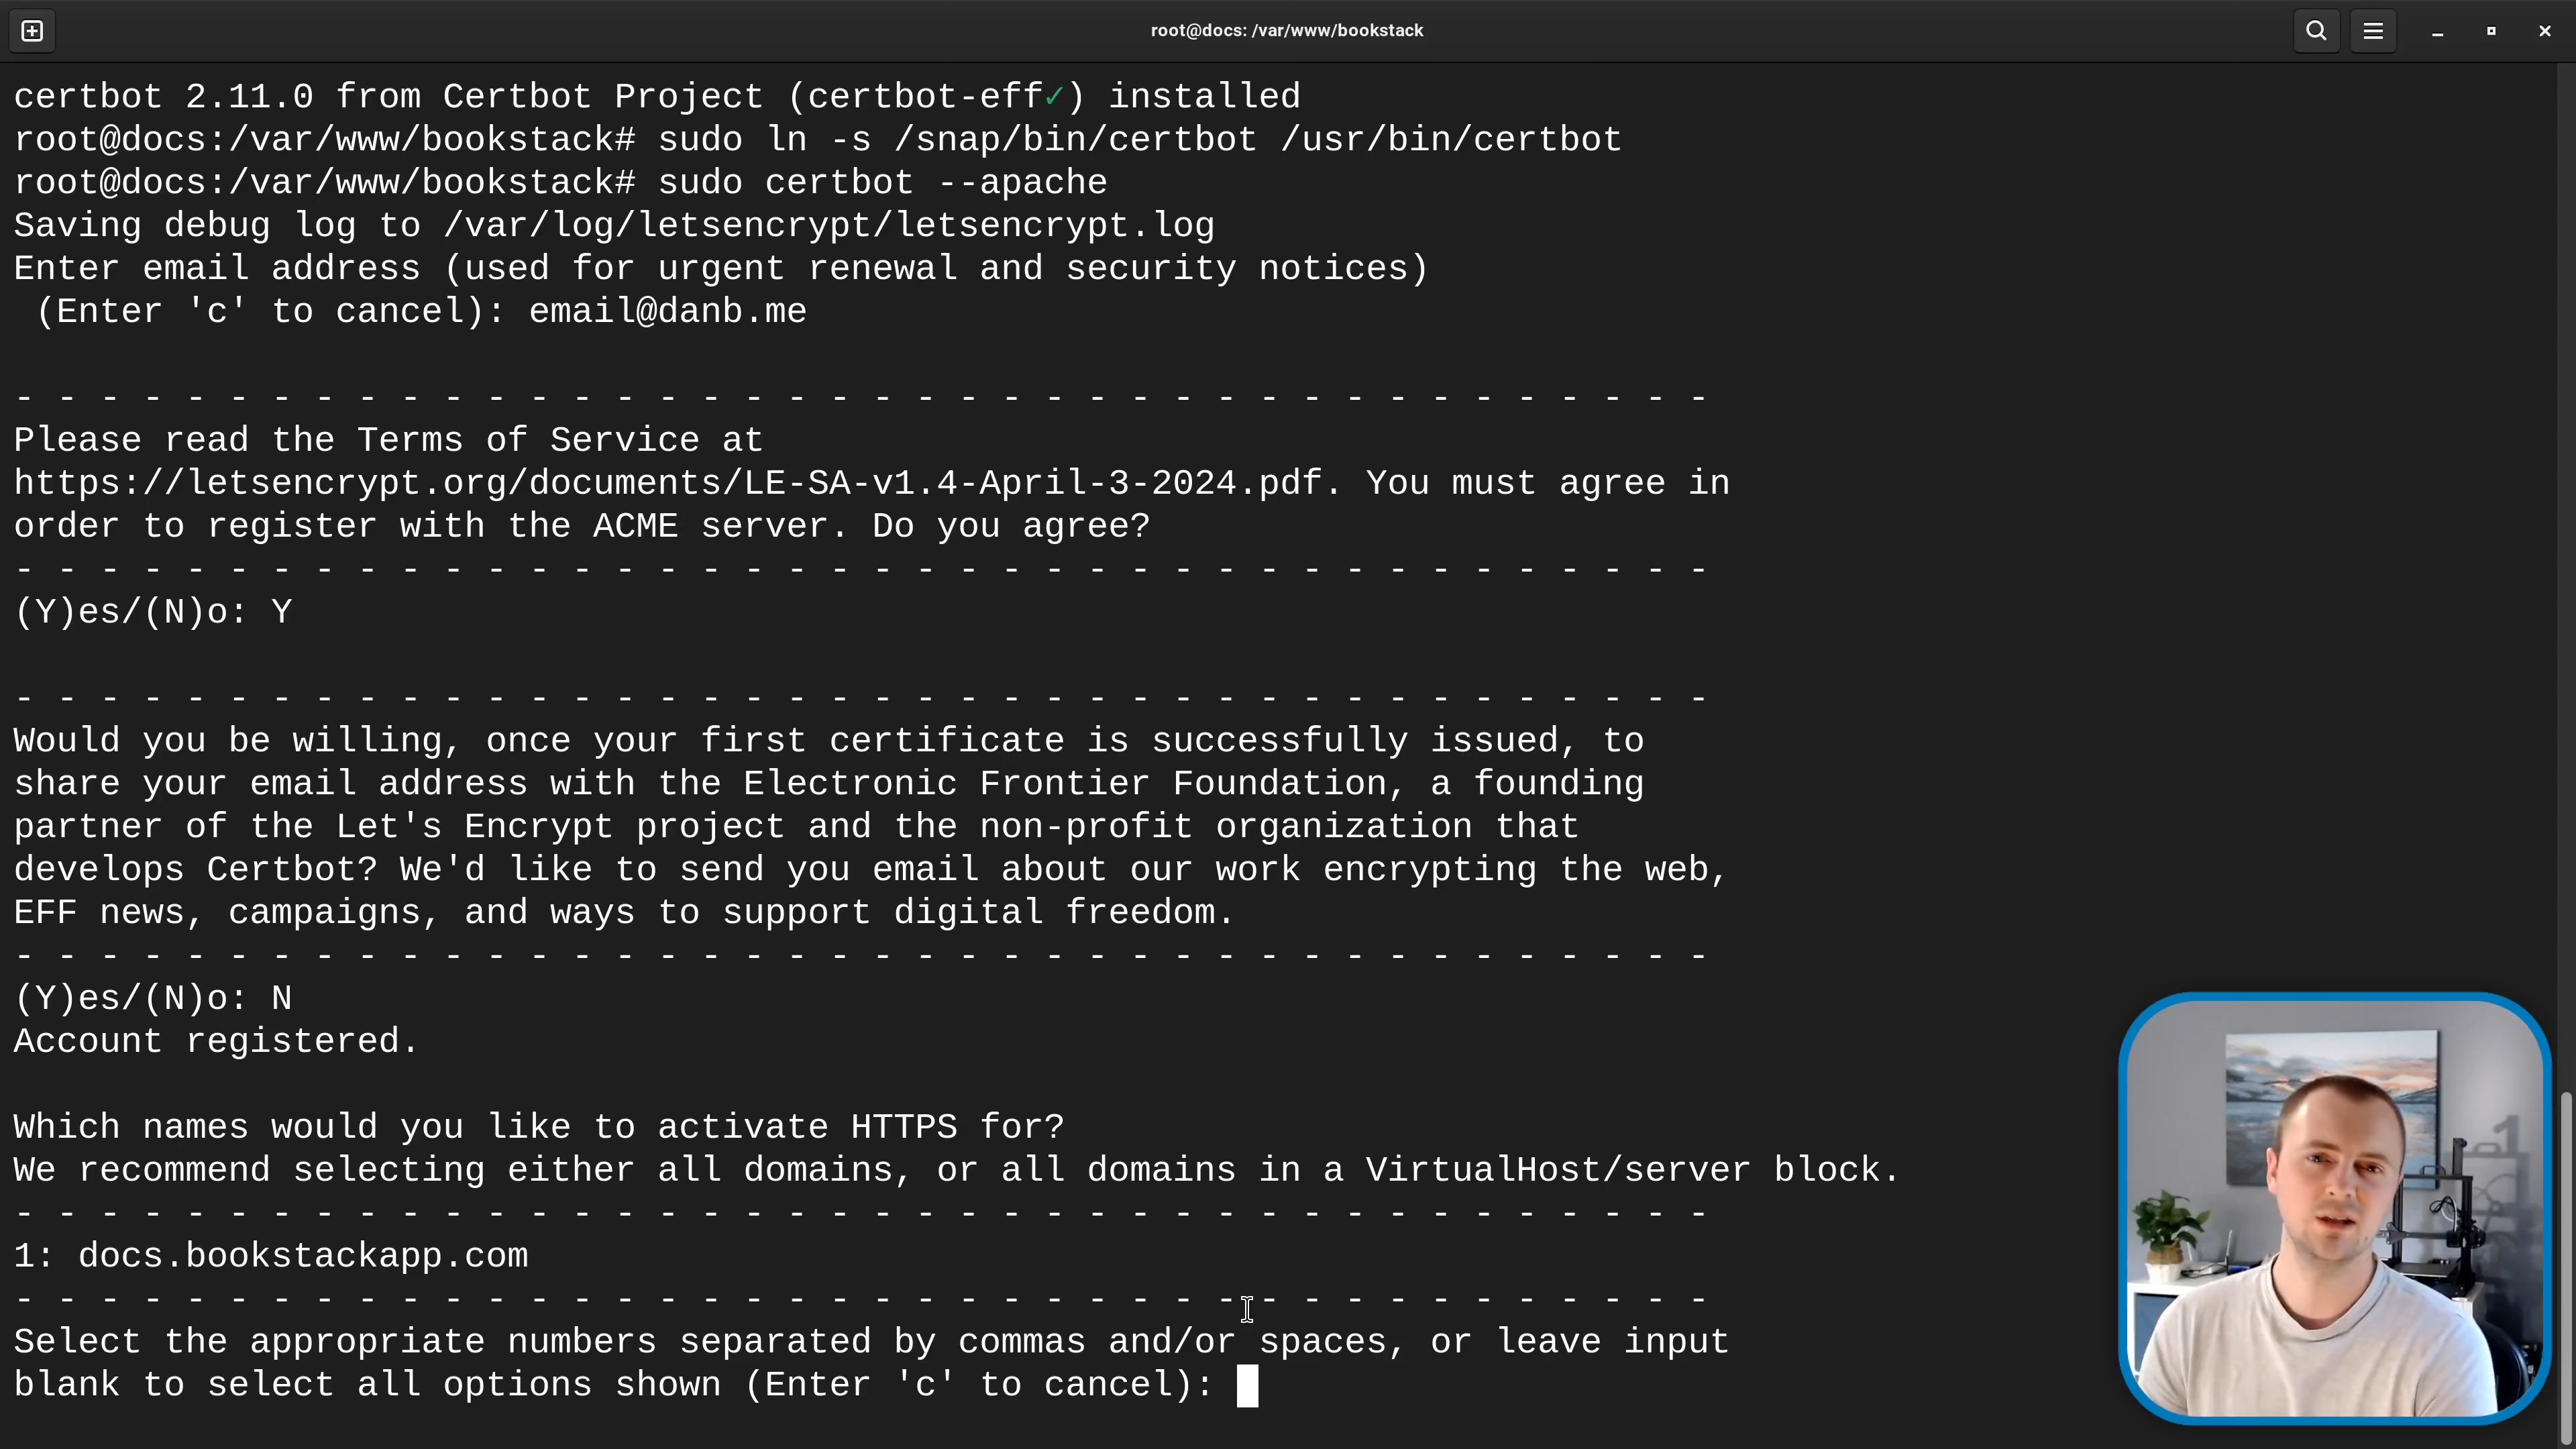 root@docs: /var/www/bookstack
certbot 2.11.0 from Certbot Project (certbot-eff✓) installed
root@docs:/var/www/bookstack# sudo ln -s /snap/bin/certbot /usr/bin/certbot
root@docs:/var/www/bookstack# sudo certbot --apache
Saving debug log to /var/log/letsencrypt/letsencrypt.log
Enter email address (used for urgent renewal and security notices)
 (Enter 'c' to cancel): email@danb.me
- - - - - - - - - - - - - - - - - - - - - - - - - - - - - - - - - - - - - - - -
Please read the Terms of Service at
https://letsencrypt.org/documents/LE-SA-v1.4-April-3-2024.pdf. You must agree in
order to register with the ACME server. Do you agree?
- - - - - - - - - - - - - - - - - - - - - - - - - - - - - - - - - - - - - - - -
(Y)es/(N)o: Y
- - - - - - - - - - - - - - - - - - - - - - - - - - - - - - - - - - - - - - - -
Would you be willing, once your first certificate is successfully issued, to
share your email address with the Electronic Frontier Foundation, a founding
partner of the Let's Encrypt project and the non-profit organization that
develops Certbot? We'd like to send you email about our work encrypting the web,
EFF news, campaigns, and ways to support digital freedom.
- - - - - - - - - - - - - - - - - - - - - - - - - - - - - - - - - - - - - - - -
(Y)es/(N)o: N
Account registered.
Which names would you like to activate HTTPS for?
We recommend selecting either all domains, or all domains in a VirtualHost/server block.
- - - - - - - - - - - - - - - - - - - - - - - - - - - - - - - - - - - - - - - -
1: docs.bookstackapp.com
- - - - - - - - - - - - - - - - - - - - - - - - - - - - - - - - - - - - - - - -
Select the appropriate numbers separated by commas and/or spaces, or leave input
blank to select all options shown (Enter 'c' to cancel):